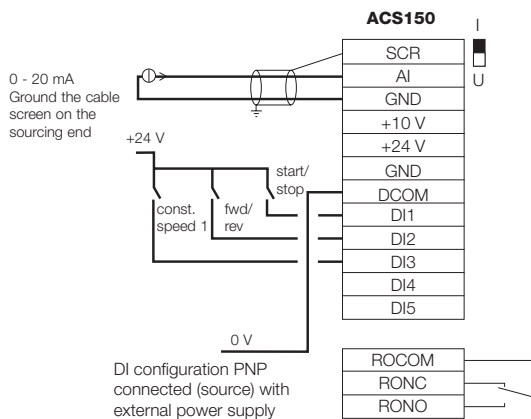 ACS150
I
SCR
0 - 20 mA
Ground the cable
screen on the
sourcing end
AI
U
GND
+10 V
+24 V
+24 V
GND
start/
stop
DCOM
const.
speed 1
fwd/
rev
DI1
DI2
DI3
DI4
DI5
0 V
DI configuration PNP
connected (source) with
external power supply
ROCOM
RONC
RONO